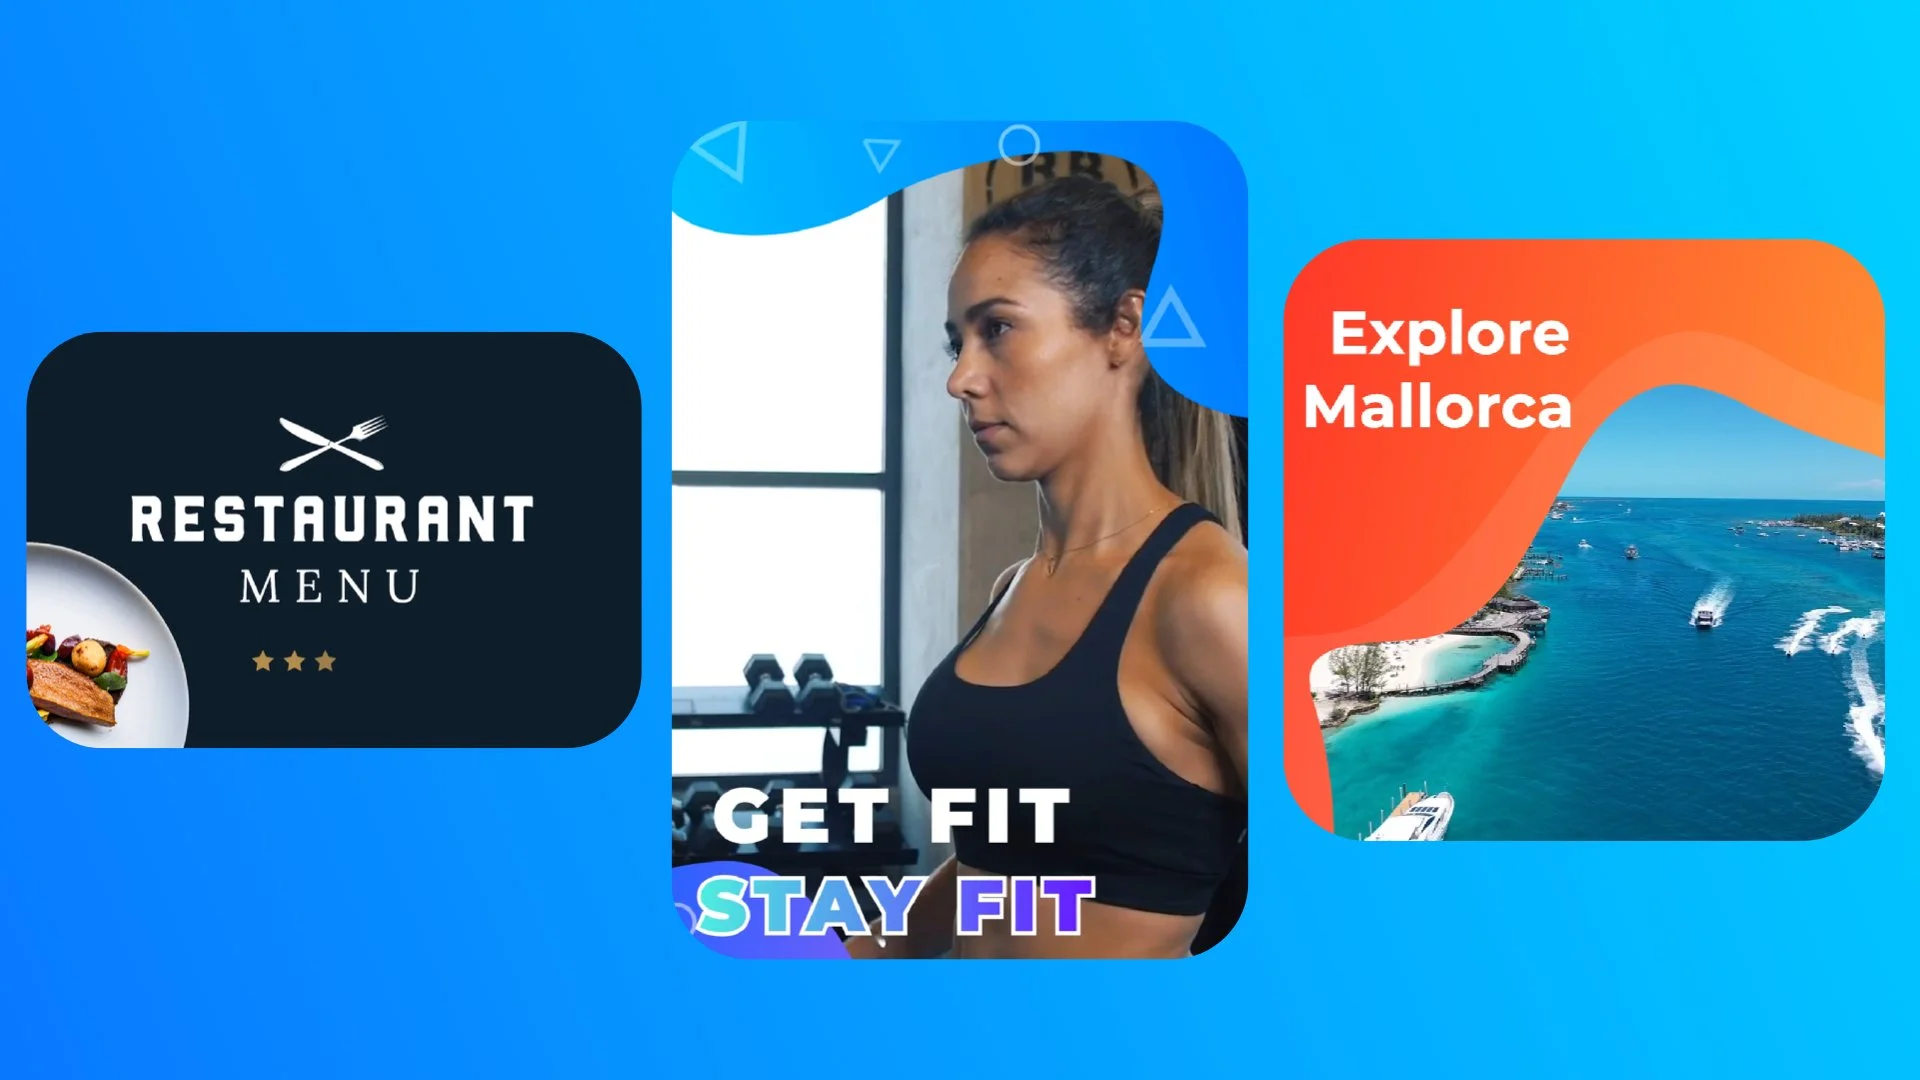 RESTAURANT
MENU
GET FIT
STAY FIT
Explore
Mallorca